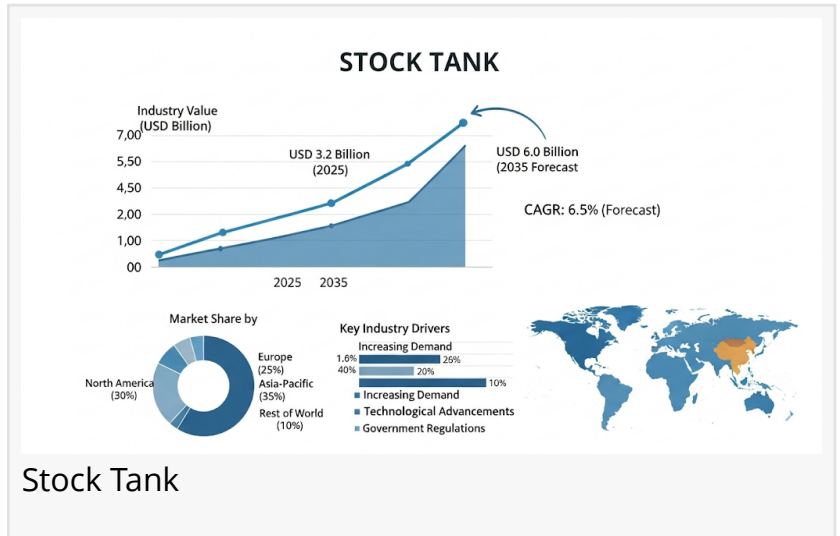 STOCK TANK
Industry Value
(USD Billion)
7,00
5,50
4,50
2,00
1,00
00
USD 3.2 Billion
(2025)
USD 6.0 Billion
(2035 Forecast
CAGR: 6.5% (Forecast)
2025 2035
Market Share by
North America
(30%)
Europe
(25%)
Asia-Pacific
(35%)
Rest of World
(10%)
Key Industry Drivers
Increasing Demand
1.6% 26%
40% 20%
10%
Increasing Demand
Technological Advancements
Government Regulations
Stock Tank